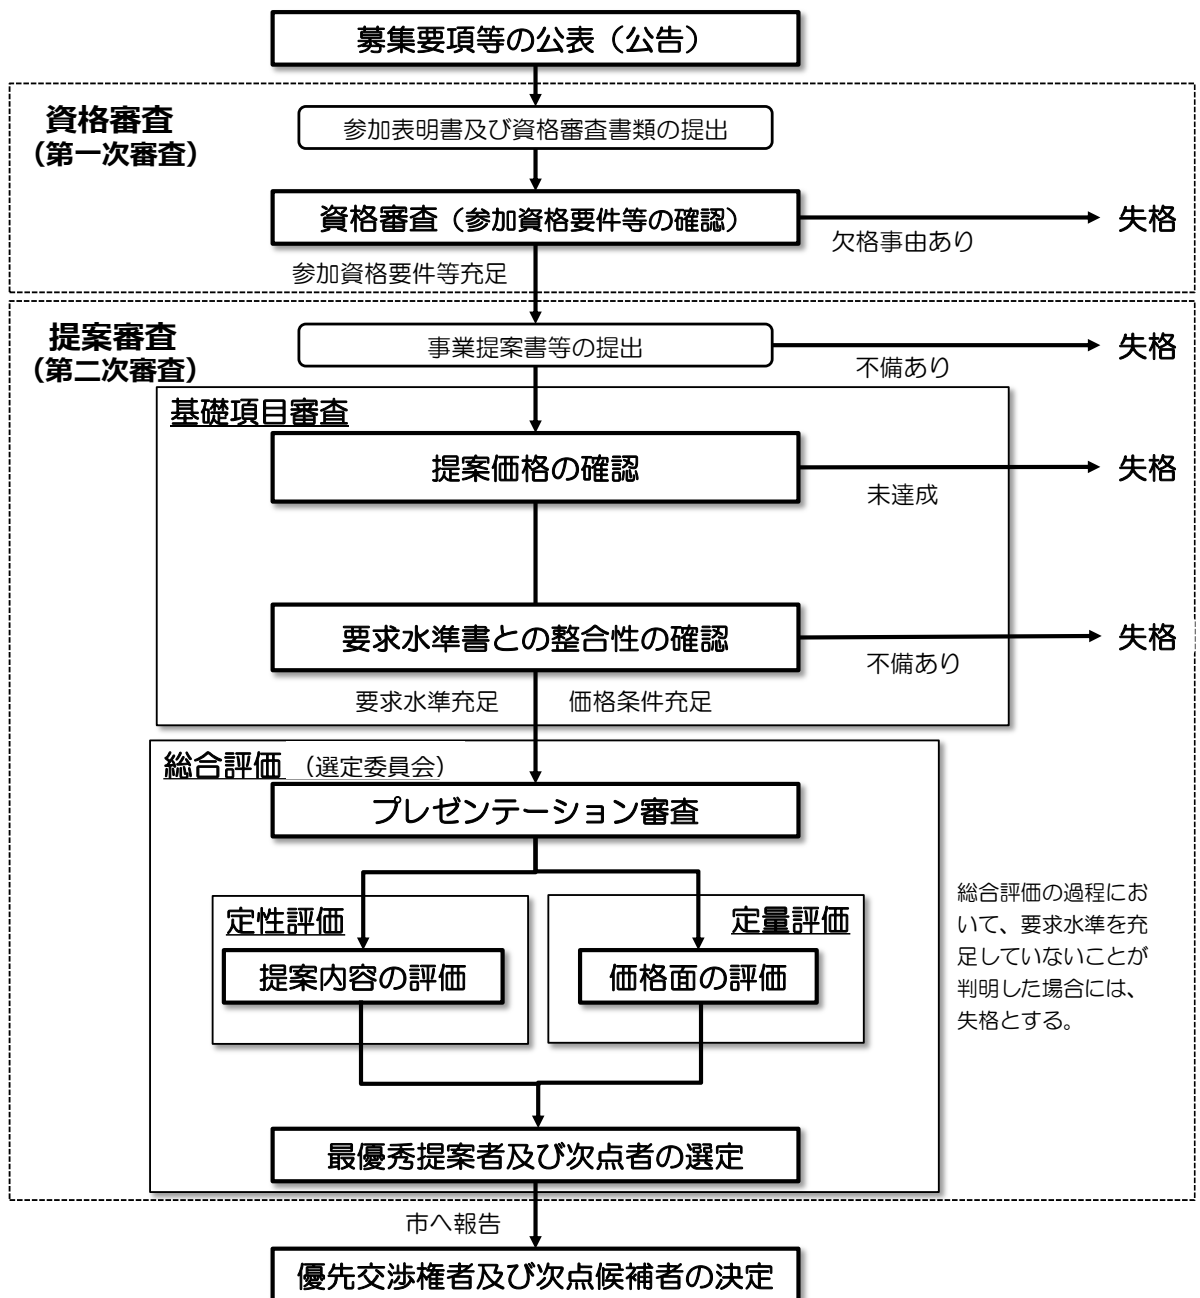 募集要項等の公表（公告）
資格審査
（第一次審査）
参加表明書及び資格審査書類の提出
資格審査（参加資格要件等の確認）
失格
欠格事由あり
参加資格要件等充足
提案審査
（第二次審査）
事業提案書等の提出
失格
不備あり
基礎項目審査
提案価格の確認
失格
未達成
要求水準書との整合性の確認
失格
不備あり
要求水準充足
価格条件充足
総合評価（選定委員会）
プレゼンテーション審査
定性評価
提案内容の評価
定量評価
価格面の評価
総合評価の過程にお
いて、要求水準を充
足していないことが
判明した場合には、
失格とする。
最優秀提案者及び次点者の選定
市へ報告
優先交渉権者及び次点候補者の決定